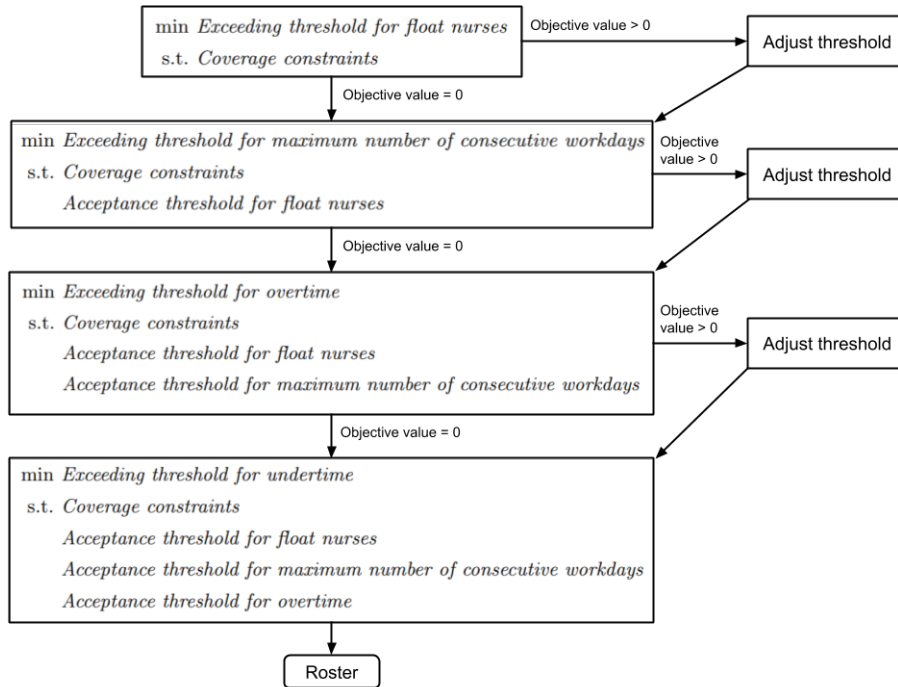 min Exceeding threshold for float nurses
s.t. Coverage constraints
Objective value > 0
Adjust threshold
Objective value = 0
min Exceeding threshold for maximum number of consecutive workdays
s.t. Coverage constraints
Acceptance threshold for float nurses
Objective
value > 0
Adjust threshold
Objective value = 0
min Exceeding threshold for overtime
s.t. Coverage constraints
Acceptance threshold for float nurses
Acceptance threshold for maximum number of consecutive workdays
Objective
value > 0
Adjust threshold
Objective value = 0
min Exceeding threshold for undertime
s.t. Coverage constraints
Acceptance threshold for float nurses
Acceptance threshold for maximum number of consecutive workdays
Acceptance threshold for overtime
Roster